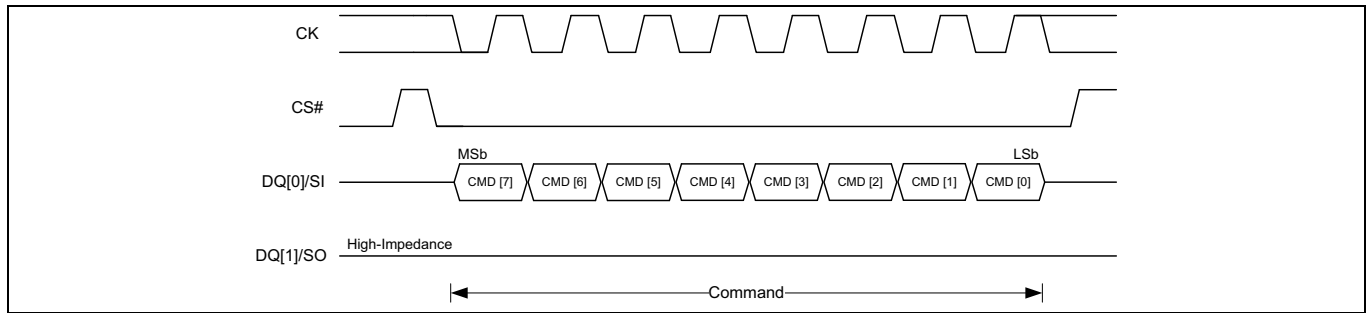 CK
CS#
MSb LSb
DQ[0]/SI CMD [7] CMD [6] CMD [5] CMD [4] CMD [3] CMD [2] CMD [1] CMD [0]
High-Impedance
DQ[1]/SO
Command